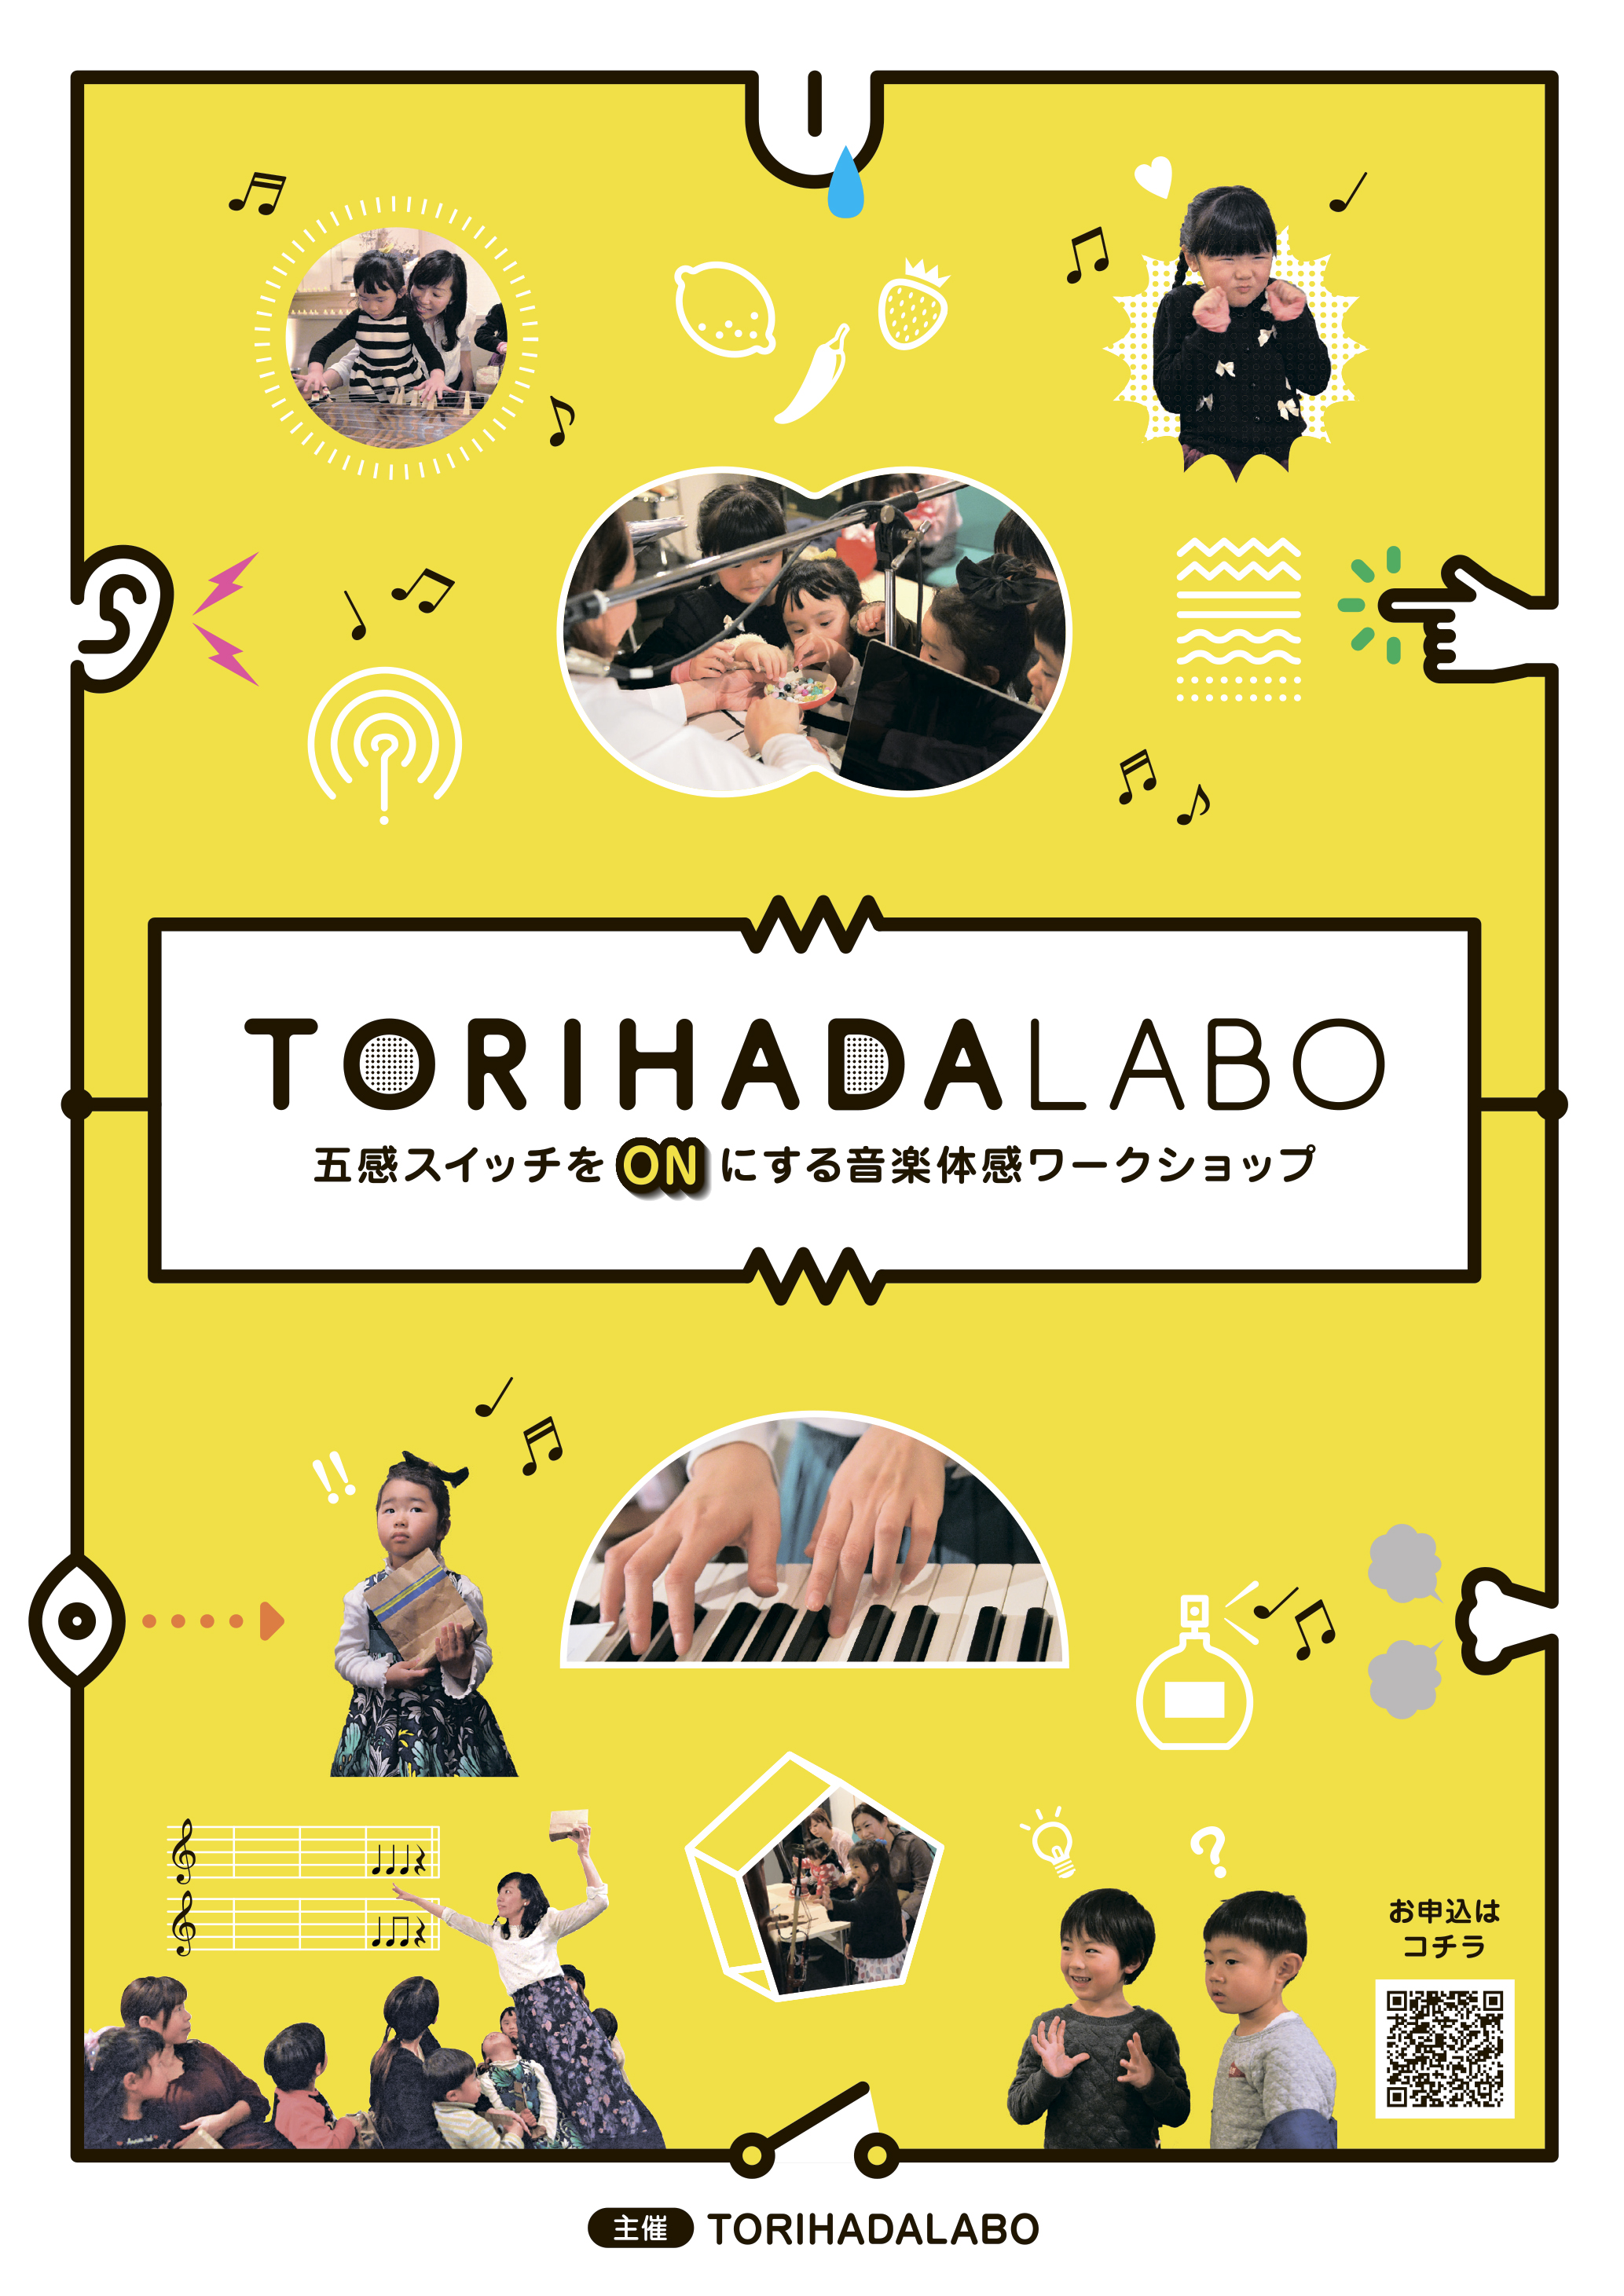 TORIHADALABO
五感スイッチをONにする音楽体感ワークショップ
お申込は
コチラ
主催 TORIHADALABO